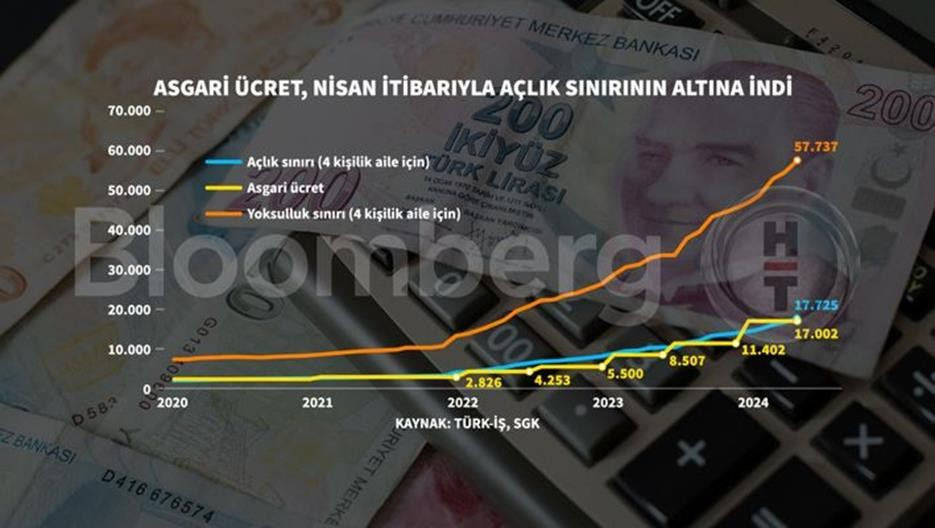 OFF
TÜRKİYE CUMHURİYET MERKEZ BANKASI
ASGARİ ÜCRET, NİSAN İTİBARIYLA AÇLIK SINIRININ ALTINA İNDİ
70.000
200
200
İKİYÜZ
TÜRK LİRASI
60.000
57.737
Açlık sınırı (4 kişilik aile için)
50.000
Asgari ücret
200
Yoksulluk sınırı (4 kişilik aile için)
40.000
Bloomberg
H
T
30.000
20.000
17.725
17.002
10.000
11.402
8.507
5.500
4.253
2.826
0
2020
2021
2022
2023
2024
KAYNAK: TÜRK-İŞ, SGK
D416 676574